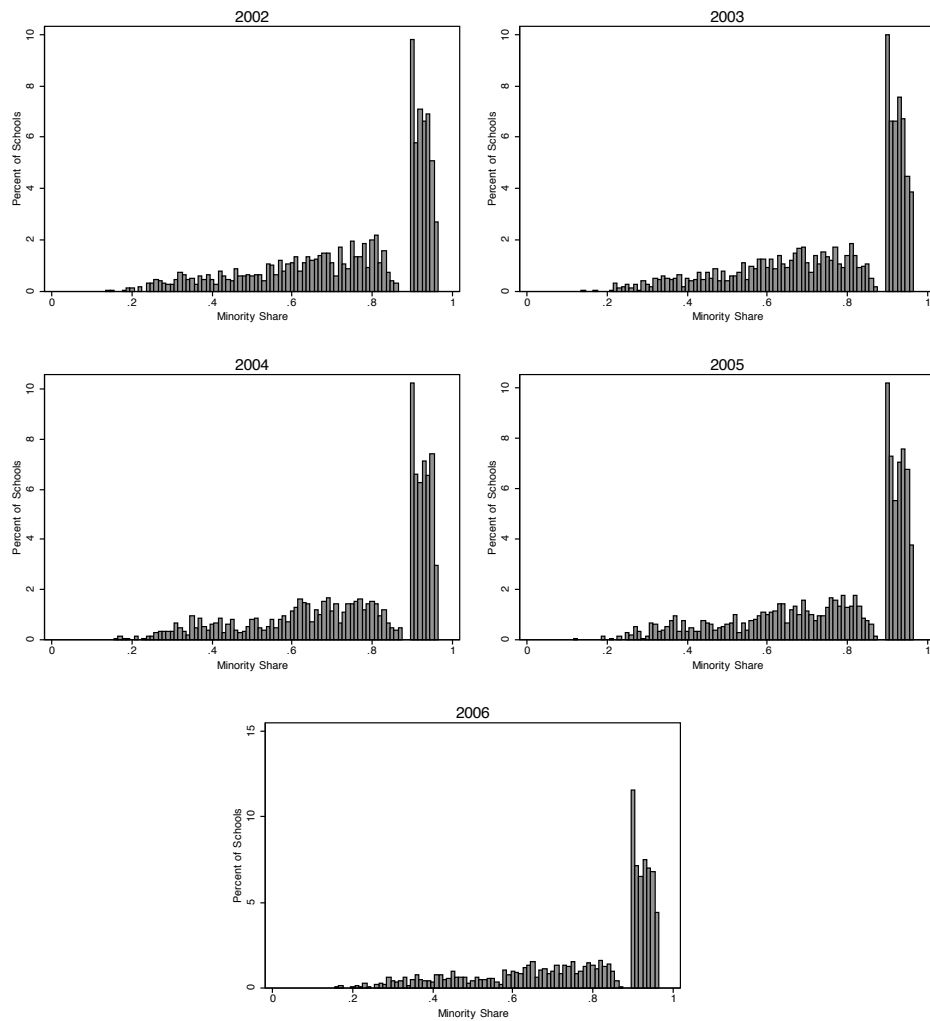 2002
Percent of Schools
0 2 4 6 8 10
0 .2 .4 .6 .8 1
Minority Share
2003
Percent of Schools
0 2 4 6 8 10
0 .2 .4 .6 .8 1
Minority Share
2004
Percent of Schools
0 2 4 6 8 10
0 .2 .4 .6 .8 1
Minority Share
2005
Percent of Schools
0 2 4 6 8 10
0 .2 .4 .6 .8 1
Minority Share
2006
Percent of Schools
0 5 10 15
0 .2 .4 .6 .8 1
Minority Share